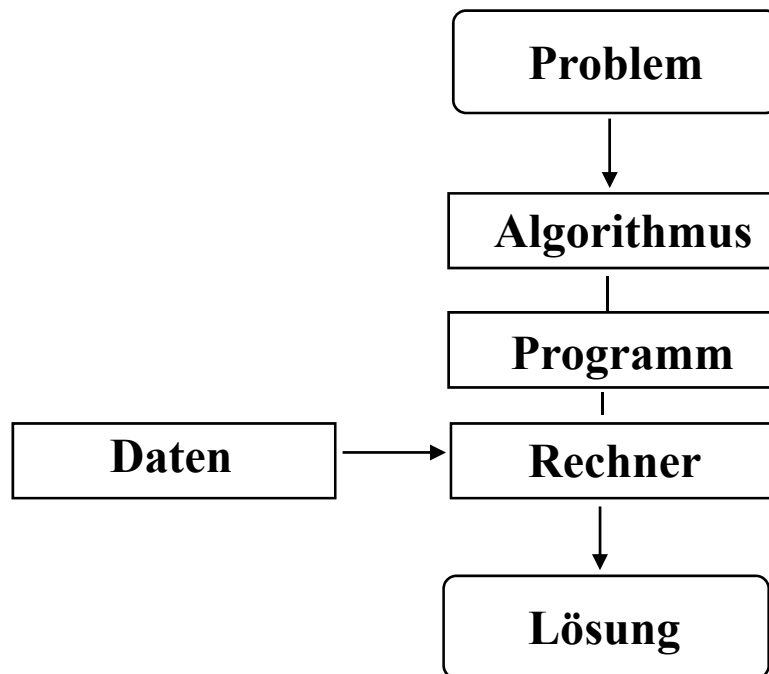 Problem
Algorithmus
Programm
Daten
Rechner
Lösung